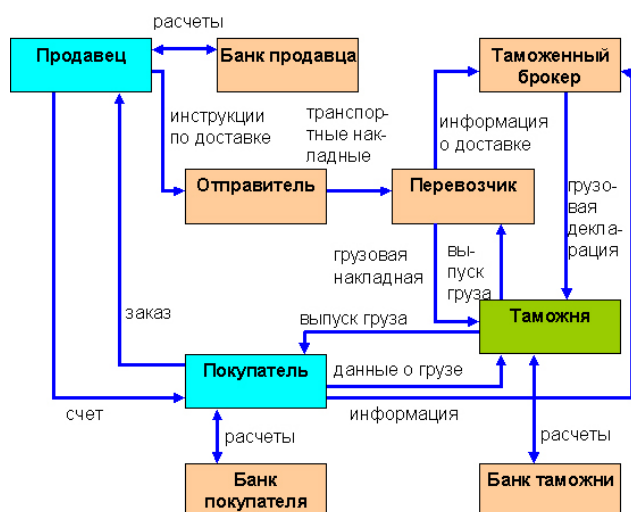 расчеты
Продавец
Банк продавца
Таможенный
брокер
инструкции
по доставке
транспор-
тные нак-
ладные
информация
о доставке
Отправитель
Перевозчик
грузо-
вая
декла-
рация
грузовая
накладная
вы-
пуск
груза
заказ
выпуск груза
Таможня
Покупатель
данные о грузе
счет
информация
расчеты
расчеты
Банк
покупателя
Банк таможни